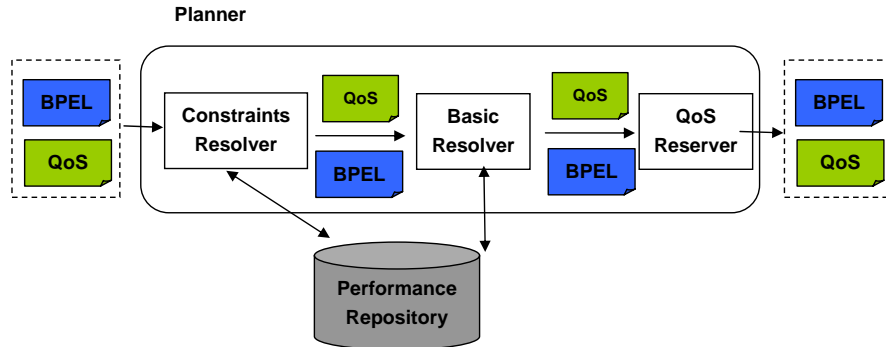 Planner
BPEL
QoS
Constraints
Resolver
QoS
BPEL
Basic
Resolver
QoS
BPEL
QoS
Reserver
BPEL
QoS
Performance
Repository